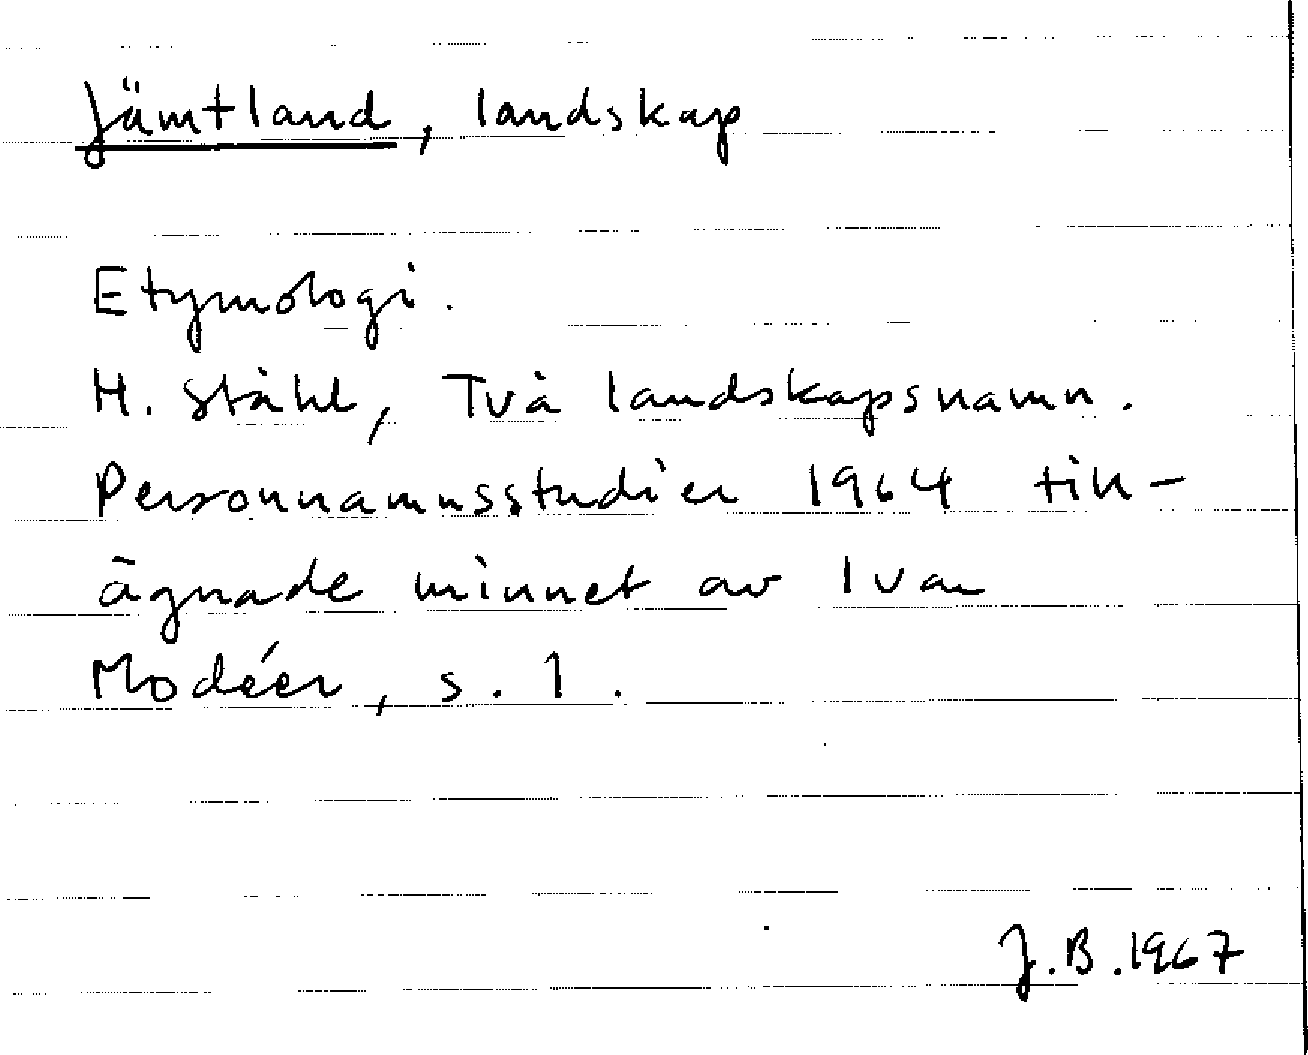 Jämtland, landskap
Etymologi.
H. Ståhl, Två landskapsnamn.
Personnamnsstudier 1964 till-
ägnade minnet av Ivar
Modéer, s. 1.
J.B. 1967